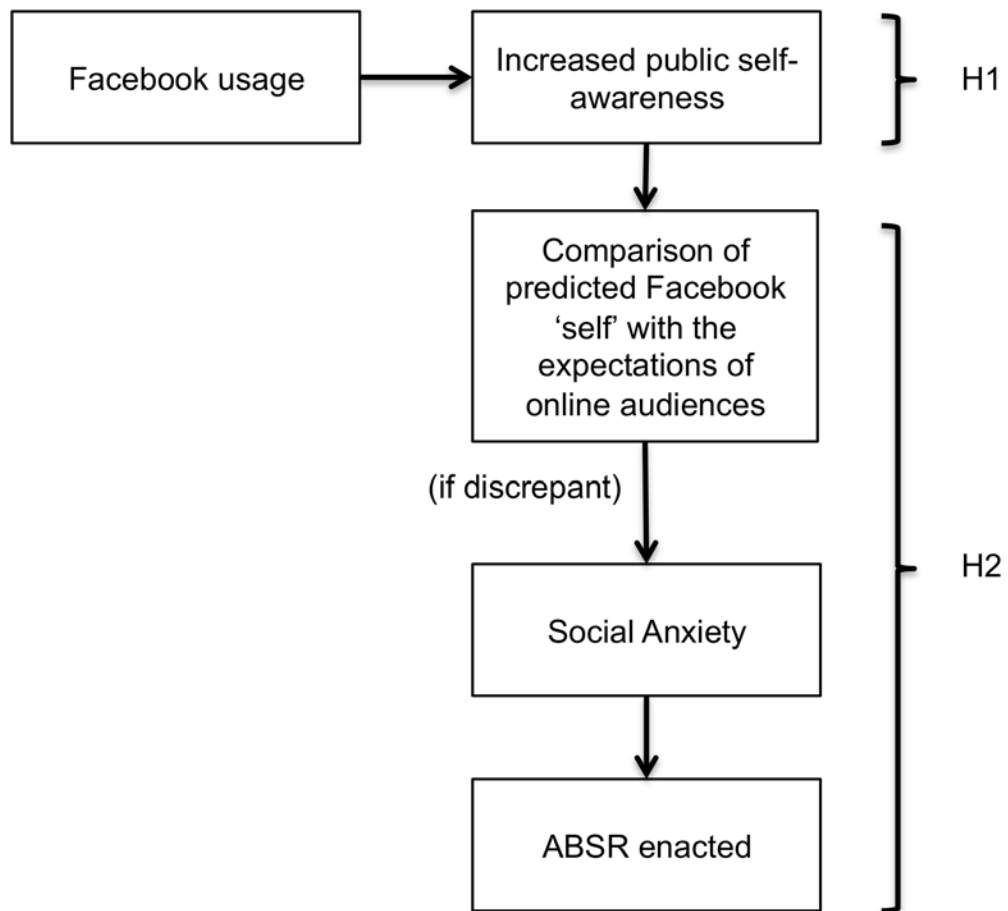 Facebook usage
Increased public self-
awareness
H1
Comparison of
predicted Facebook
‘self’ with the
expectations of
online audiences
(if discrepant)
H2
Social Anxiety
ABSR enacted